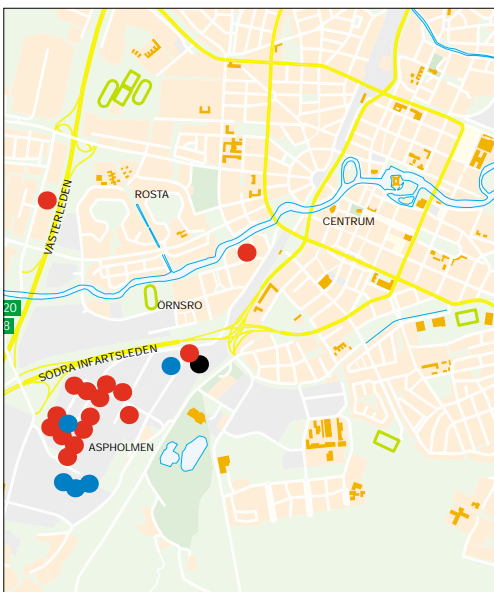 ROSTA
VÄSTERLEDEN
CENTRUM
20
8
ÖRNSRO
SÖDRA INFARTSLEDEN
ASPHOLMEN